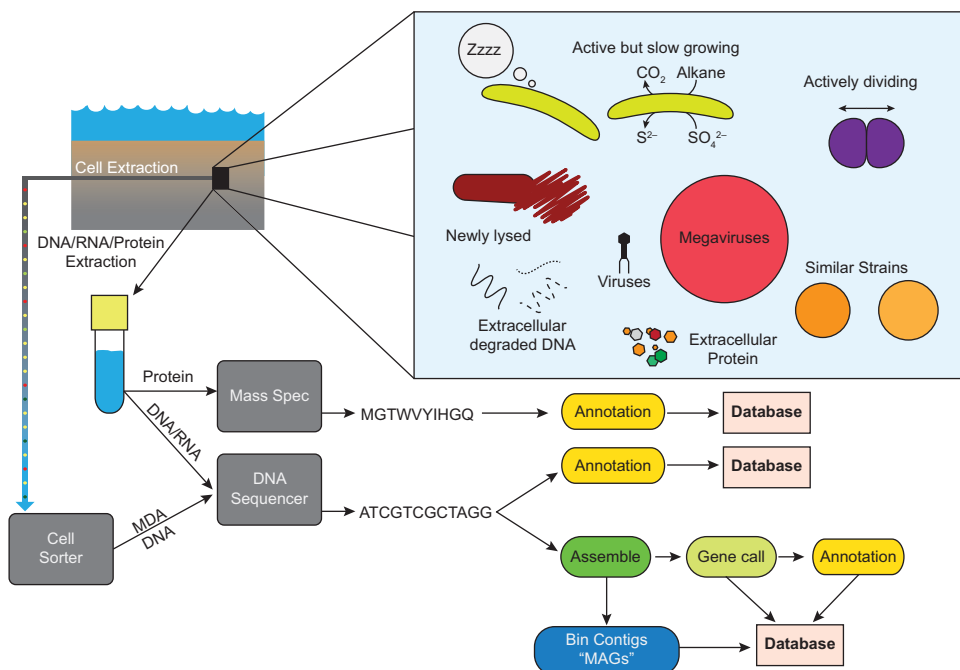 Zzzz
Active but slow growing
CO₂ Alkane
S²⁻ SO₄²⁻
Actively dividing
Cell Extraction
Newly lysed
Megaviruses
Viruses
Similar Strains
Extracellular
degraded DNA
Extracellular
Protein
DNA/RNA/Protein
Extraction
Protein
Mass Spec
MGTWVYIHGQ
Annotation
Database
DNA/RNA
DNA
Sequencer
ATCGTCGCTAGG
Annotation
Database
Cell
Sorter
MDA
DNA
Assemble
Gene call
Annotation
Bin Contigs
“MAGs”
Database